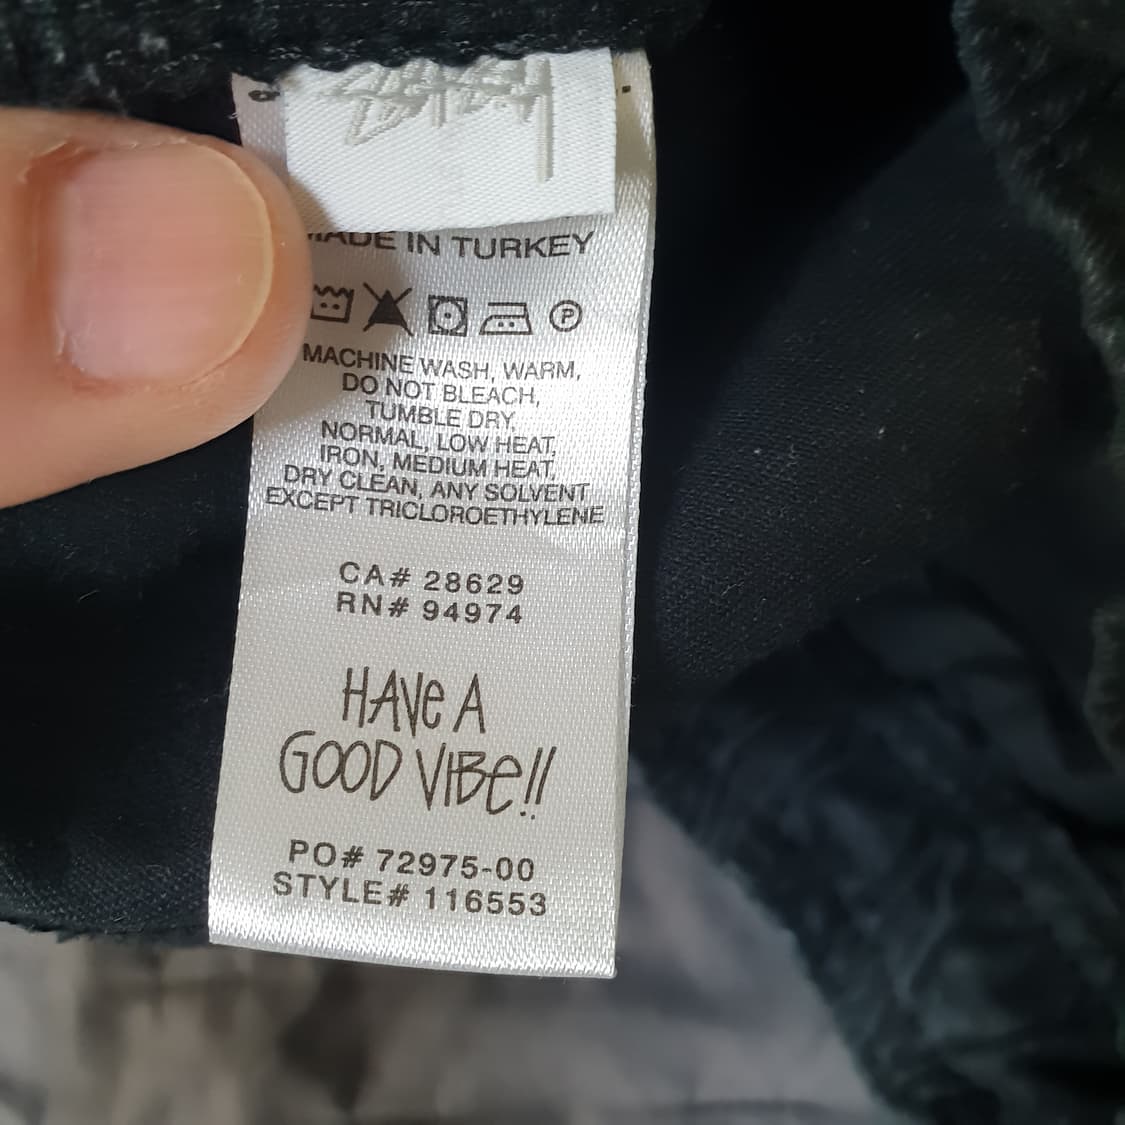 Stüssy
MADE IN TURKEY
P
MACHINE WASH, WARM,
DO NOT BLEACH,
TUMBLE DRY,
NORMAL, LOW HEAT,
IRON, MEDIUM HEAT,
DRY CLEAN, ANY SOLVENT
EXCEPT TRICLOROETHYLENE
CA# 28629
RN# 94974
HAVe A
GOOD VIBe!!
PO# 72975-00
STYLE# 116553